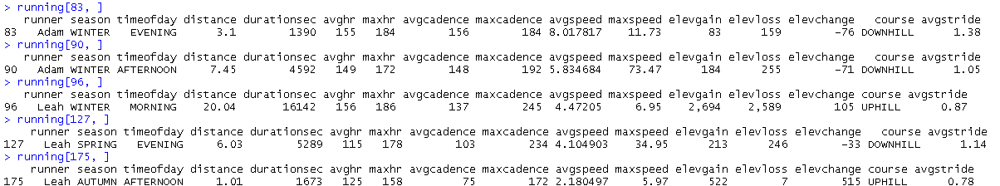 > running[83, ]
runner season timeofday distance durationsec avghr maxhr avgcadence maxcadence avgspeed maxspeed elevgain elevloss elevchange course avgstride
83 Adam WINTER EVENING 3.1 1390 155 184 156 184 8.017817 11.73 83 159 -76 DOWNHILL 1.38
> running[90, ]
runner season timeofday distance durationsec avghr maxhr avgcadence maxcadence avgspeed maxspeed elevgain elevloss elevchange course avgstride
90 Adam WINTER AFTERNOON 7.45 4592 149 172 148 192 5.834684 73.47 184 255 -71 DOWNHILL 1.05
> running[96, ]
runner season timeofday distance durationsec avghr maxhr avgcadence maxcadence avgspeed maxspeed elevgain elevloss elevchange course avgstride
96 Leah WINTER MORNING 20.04 16142 156 186 137 245 4.47205 6.95 2,694 2,589 105 UPHILL 0.87
> running[127, ]
runner season timeofday distance durationsec avghr maxhr avgcadence maxcadence avgspeed maxspeed elevgain elevloss elevchange course avgstride
127 Leah SPRING EVENING 6.03 5289 115 178 103 234 4.104903 34.95 213 246 -33 DOWNHILL 1.14
> running[175, ]
runner season timeofday distance durationsec avghr maxhr avgcadence maxcadence avgspeed maxspeed elevgain elevloss elevchange course avgstride
175 Leah AUTUMN AFTERNOON 1.01 1673 125 158 75 172 2.180497 5.97 522 7 515 UPHILL 0.78